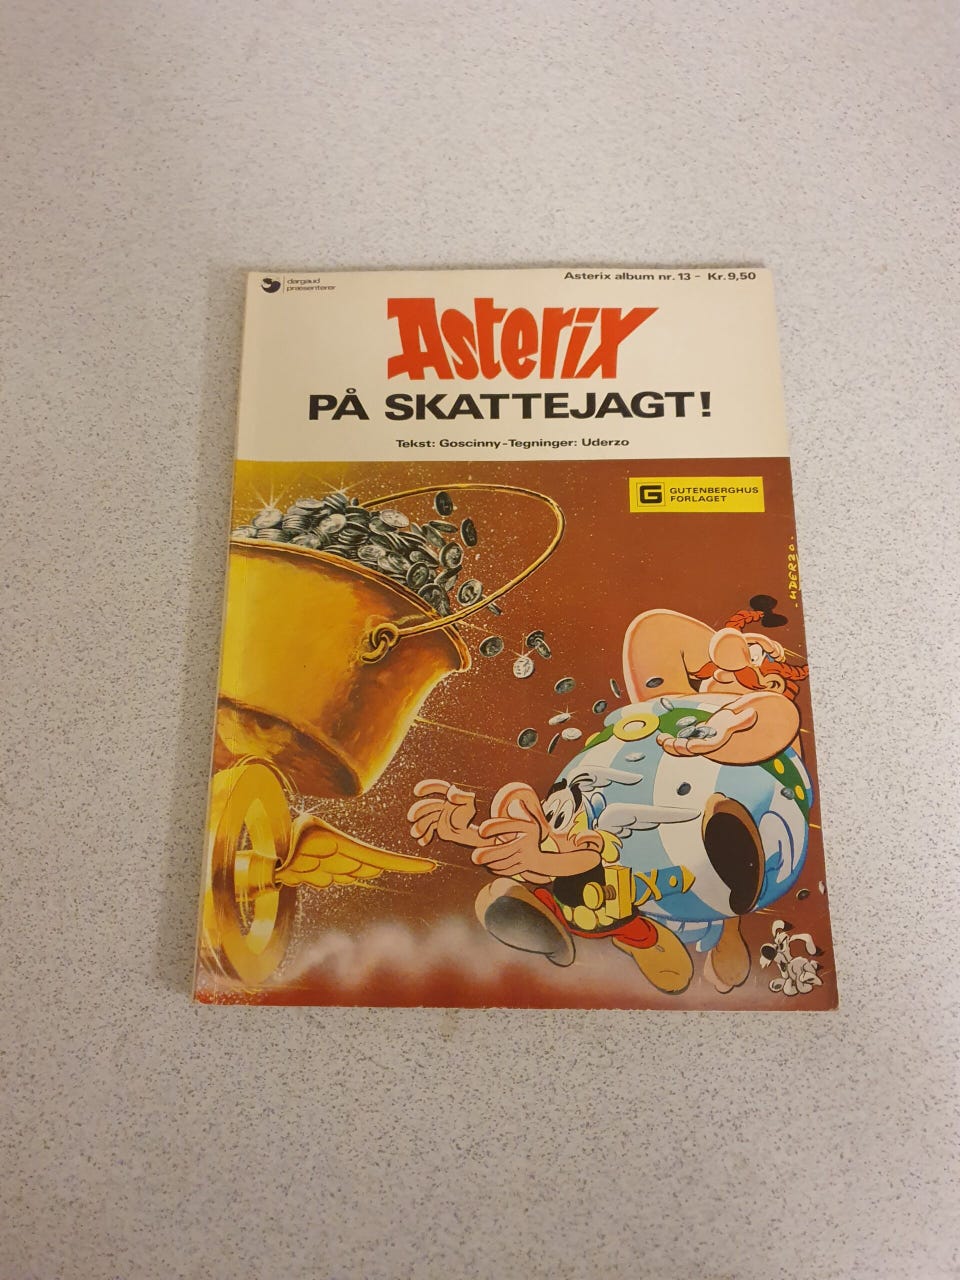 dargaud
præsenterer
Asterix album nr. 13 - Kr. 9,50
Asterix
PÅ SKATTEJAGT!
Tekst: Goscinny - Tegninger: Uderzo
G GUTENBERGHUS
FORLAGET
- UDERZO -